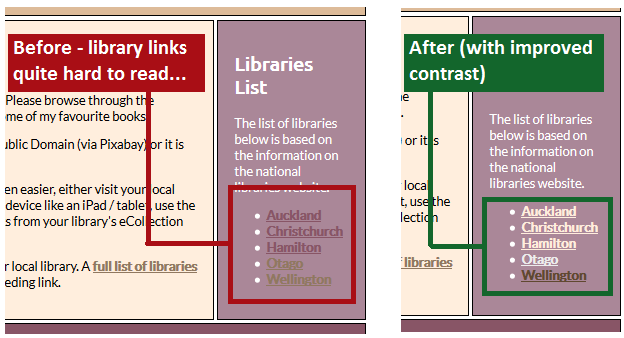 Before - library links
quite hard to read...
Libraries
List
Please browse through the
ome of my favourite books
ublic Domain (via Pixabay) or it is
en easier, either visit your local
device like an iPad / tablet, use the
s from your library's eCollection
r local library. A full list of libraries
eding link.
The list of libraries
below is based on
the information on
the national
libraries website.
Auckland
Christchurch
Hamilton
Otago
Wellington
After (with improved
contrast)
) or it is
local
t, use the
llection
f libraries
The list of libraries
below is based on
the information on
the national
libraries website.
Auckland
Christchurch
Hamilton
Otago
Wellington